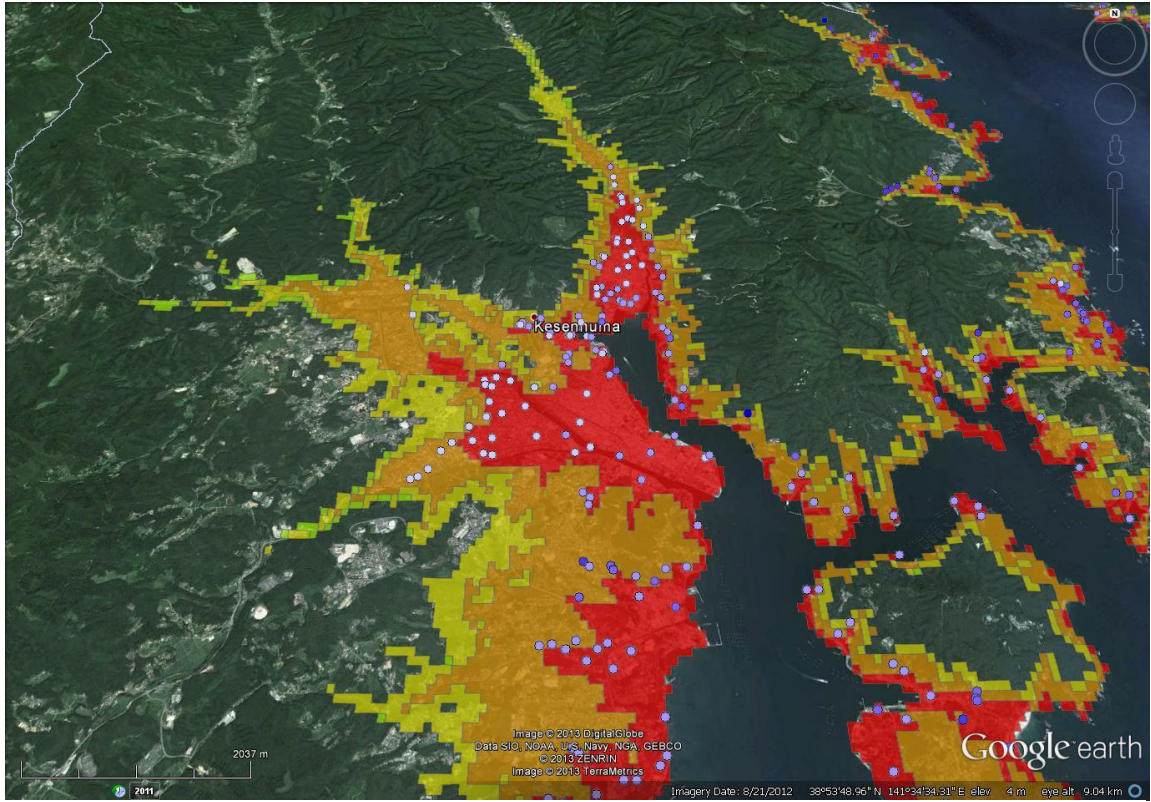 N
Kesennuma
Image © 2013 DigitalGlobe
Data SIO, NOAA, U.S. Navy, NGA, GEBCO
© 2013 ZENRIN
Image © 2013 TerraMetrics
Google earth
2037 m
2011
Imagery Date: 8/21/2012 38°53'48.96" N 141°34'34.31" E elev 4 m eye alt 9.04 km